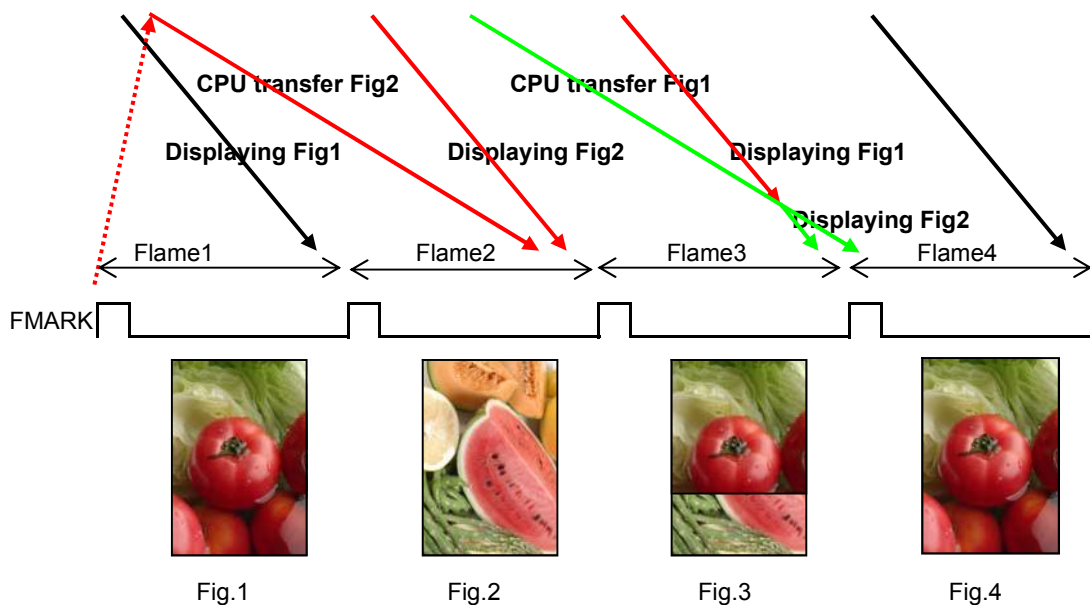 CPU transfer Fig2
CPU transfer Fig1
Displaying Fig1
Displaying Fig2
Displaying Fig1
Displaying Fig2
Flame1
Flame2
Flame3
Flame4
FMARK
Fig.1
Fig.2
Fig.3
Fig.4